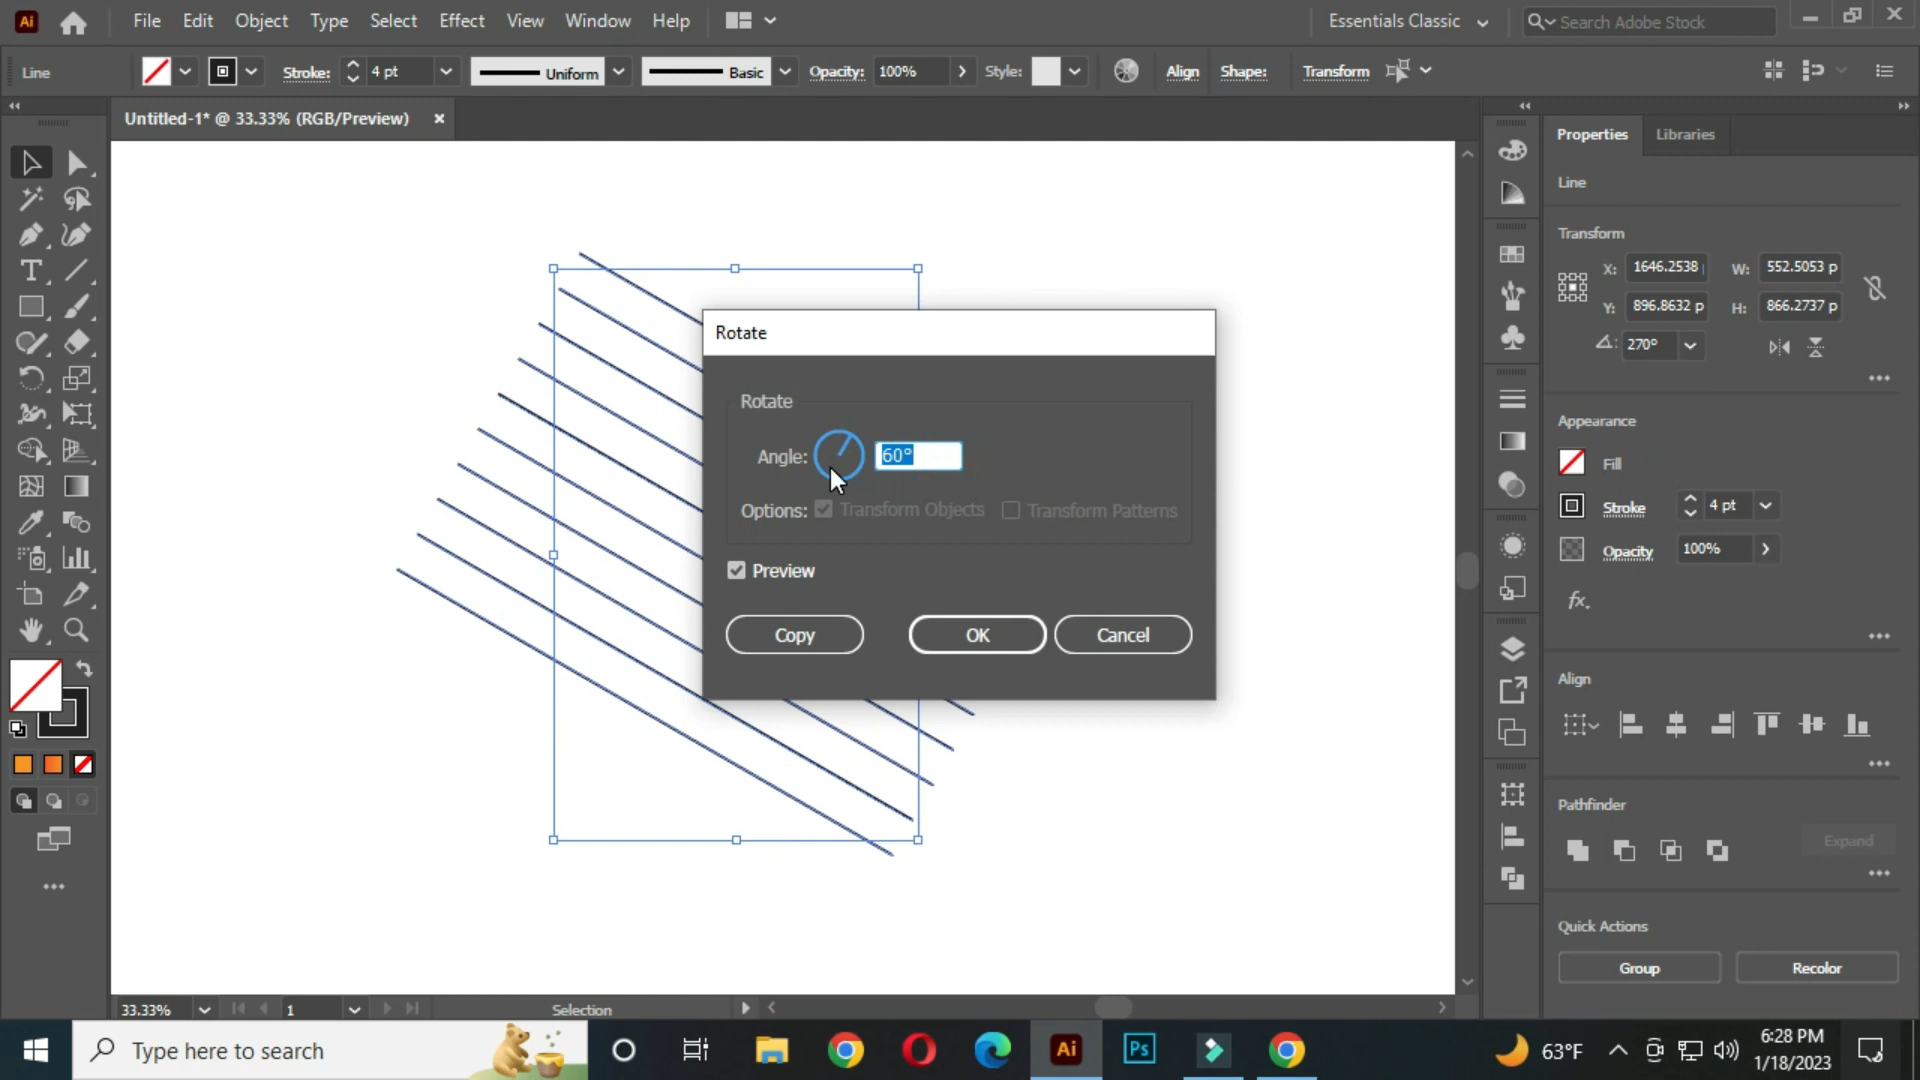 Ai File Edit Object Type Select Effect View Window Help Essentials Classic Search Adobe Stock
Line Stroke: 4 pt Uniform Basic Opacity: 100% Style: Align Shape: Transform
Untitled-1* @ 33.33% (RGB/Preview)
Properties Libraries
Line
Transform
X: 1646.2538 W: 552.5053 p
Y: 896.8632 p H: 866.2737 p
270°
Appearance
Fill
Stroke 4 pt
Opacity 100%
fx.
Align
Pathfinder
Expand
Quick Actions
Group Recolor
Rotate
Rotate
Angle: 60°
Options: Transform Objects Transform Patterns
Preview
Copy OK Cancel
33.33% 1 Selection
Type here to search Ai Ps 63°F 6:28 PM
1/18/2023